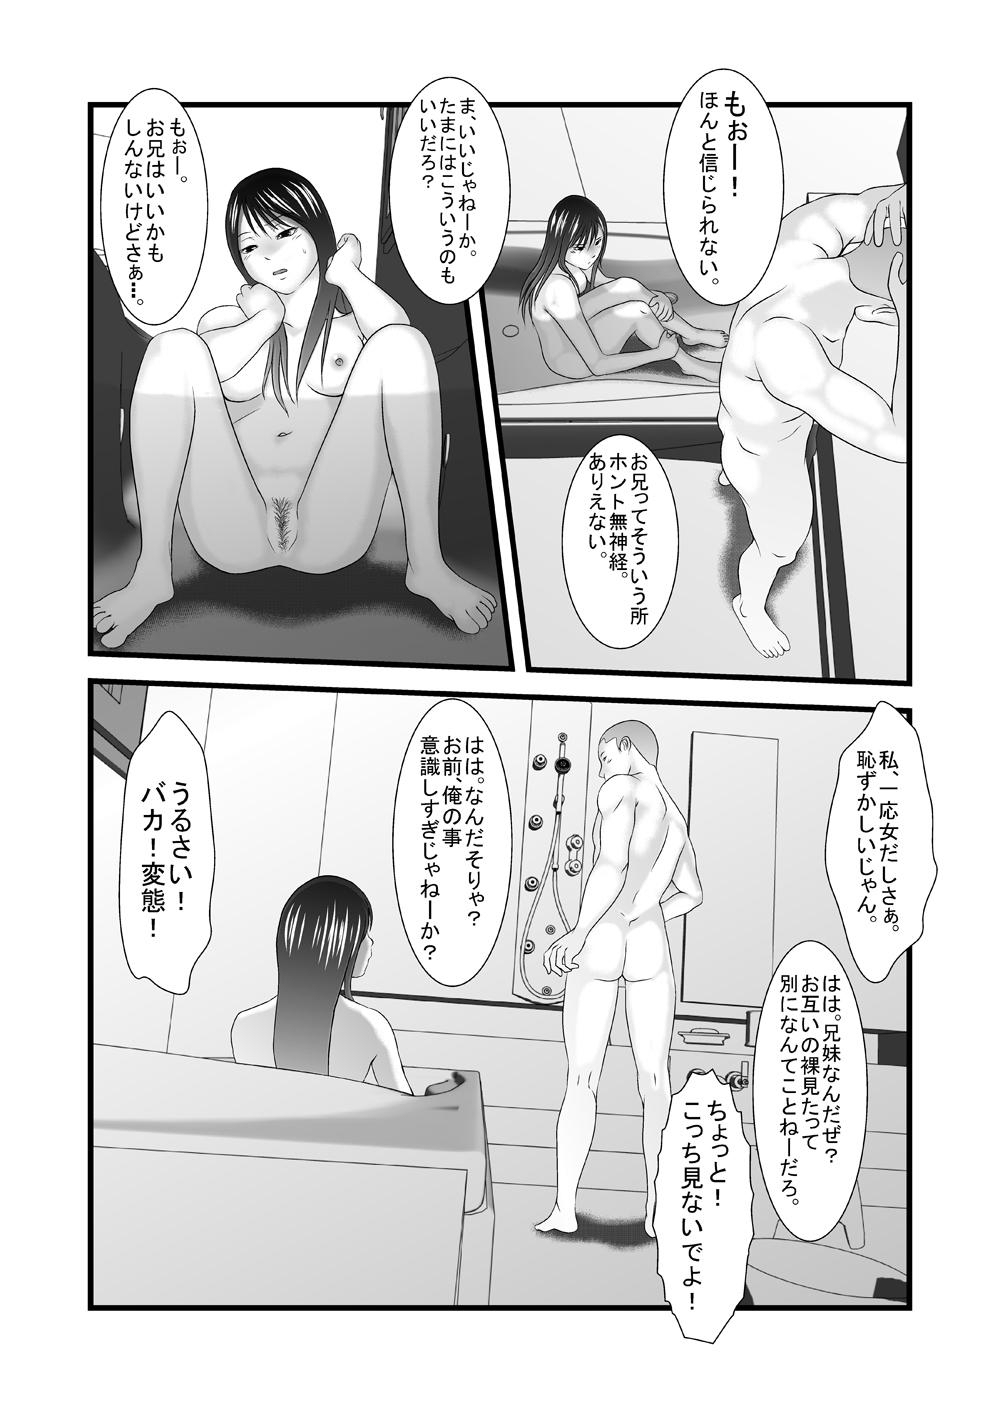 もぉー！
ほんと信じられない。
お兄ってそういう所
ホント無神経。
ありえない。
ま、いいじゃねーか。
たまにはこういうのも
いいだろ？
もぉー。
お兄はいいかも
しんないけどさぁ…。
私、一応女だしさぁ。
恥ずかしいじゃん。
はは。兄妹なんだぜ？
お互いの裸見たって
別になんてことねーだろ。
ちょっと！
こっち見ないでよ！
はは。なんだそりゃ？
お前、俺の事
意識しすぎじゃねーか？
うるさい！
バカ！変態！